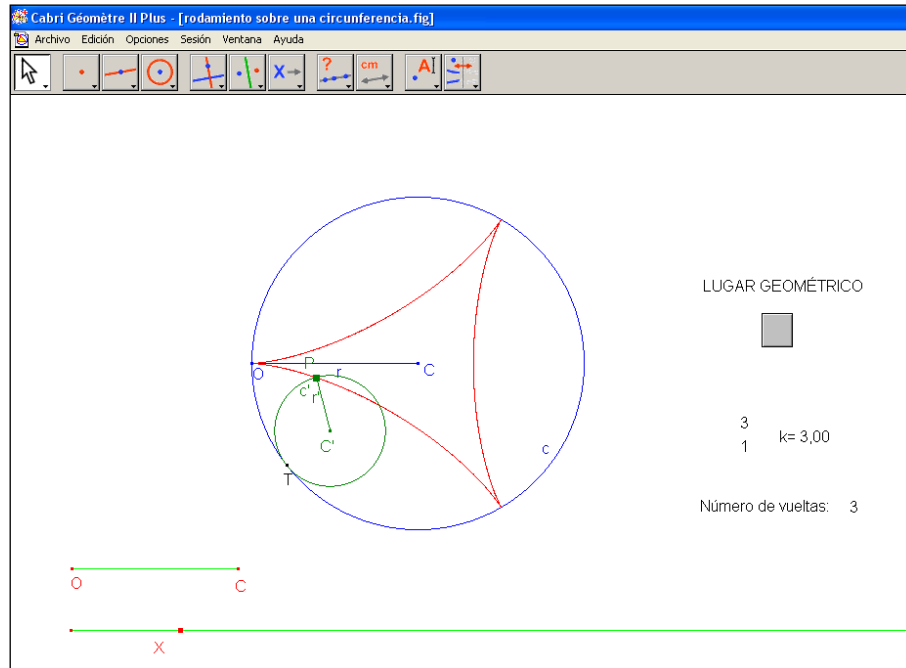 Cabri Géomètre II Plus - [rodamiento sobre una circunferencia.fig]
Archivo Edición Opciones Sesión Ventana Ayuda
X ? cm A
LUGAR GEOMÉTRICO
O P r C
c' r'
C'
c
T
3
1
k= 3,00
Número de vueltas: 3
O C
X